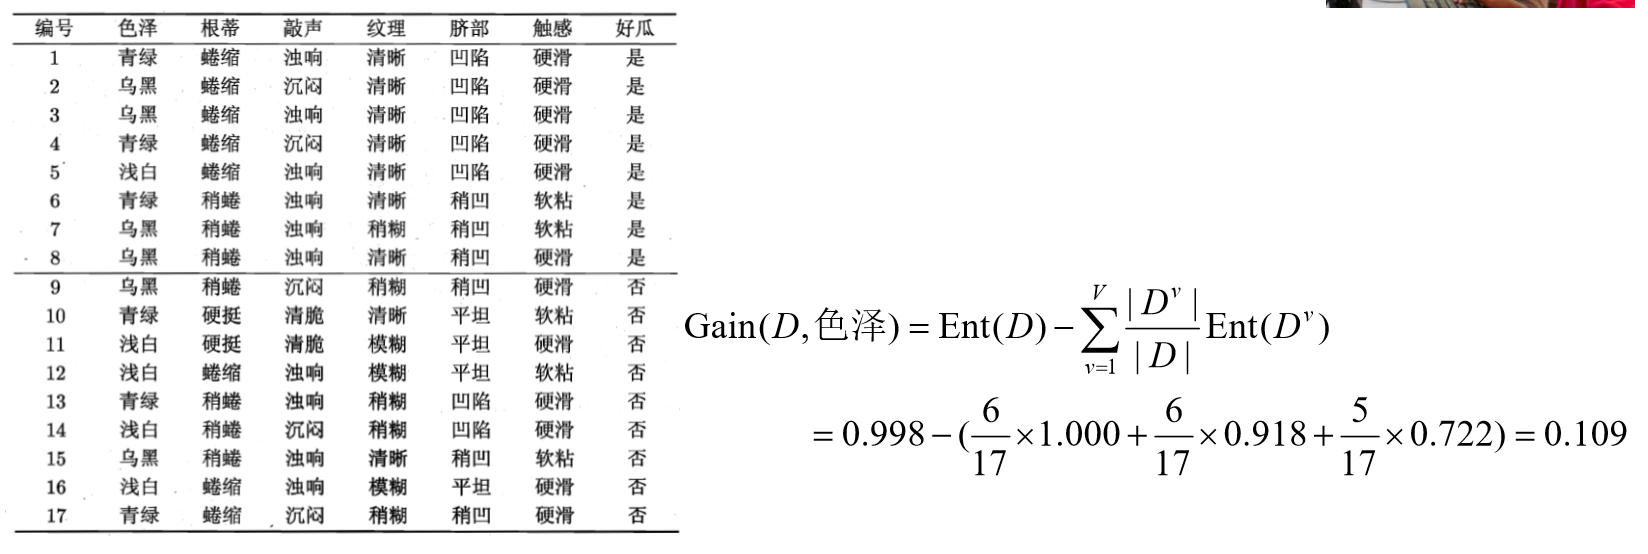 编号 色泽 根蒂 敲声 纹理 脐部 触感 好瓜
1 青绿 蜷缩 浊响 清晰 凹陷 硬滑 是
2 乌黑 蜷缩 沉闷 清晰 凹陷 硬滑 是
3 乌黑 蜷缩 浊响 清晰 凹陷 硬滑 是
4 青绿 蜷缩 沉闷 清晰 凹陷 硬滑 是
5 浅白 蜷缩 浊响 清晰 凹陷 硬滑 是
6 青绿 稍蜷 浊响 清晰 稍凹 软粘 是
7 乌黑 稍蜷 浊响 稍糊 稍凹 软粘 是
8 乌黑 稍蜷 浊响 清晰 稍凹 硬滑 是
9 乌黑 稍蜷 沉闷 稍糊 稍凹 硬滑 否
10 青绿 硬挺 清脆 清晰 平坦 软粘 否
11 浅白 硬挺 清脆 模糊 平坦 硬滑 否
12 浅白 蜷缩 浊响 模糊 平坦 软粘 否
13 青绿 稍蜷 浊响 稍糊 凹陷 硬滑 否
14 浅白 稍蜷 沉闷 稍糊 凹陷 硬滑 否
15 乌黑 稍蜷 浊响 清晰 稍凹 软粘 否
16 浅白 蜷缩 浊响 模糊 平坦 硬滑 否
17 青绿 蜷缩 沉闷 稍糊 稍凹 硬滑 否
Gain(D,色泽) = Ent(D) − ∑_{v=1}^{V} |D^v|/|D| Ent(D^v)
= 0.998 − (6/17 × 1.000 + 6/17 × 0.918 + 5/17 × 0.722) = 0.109